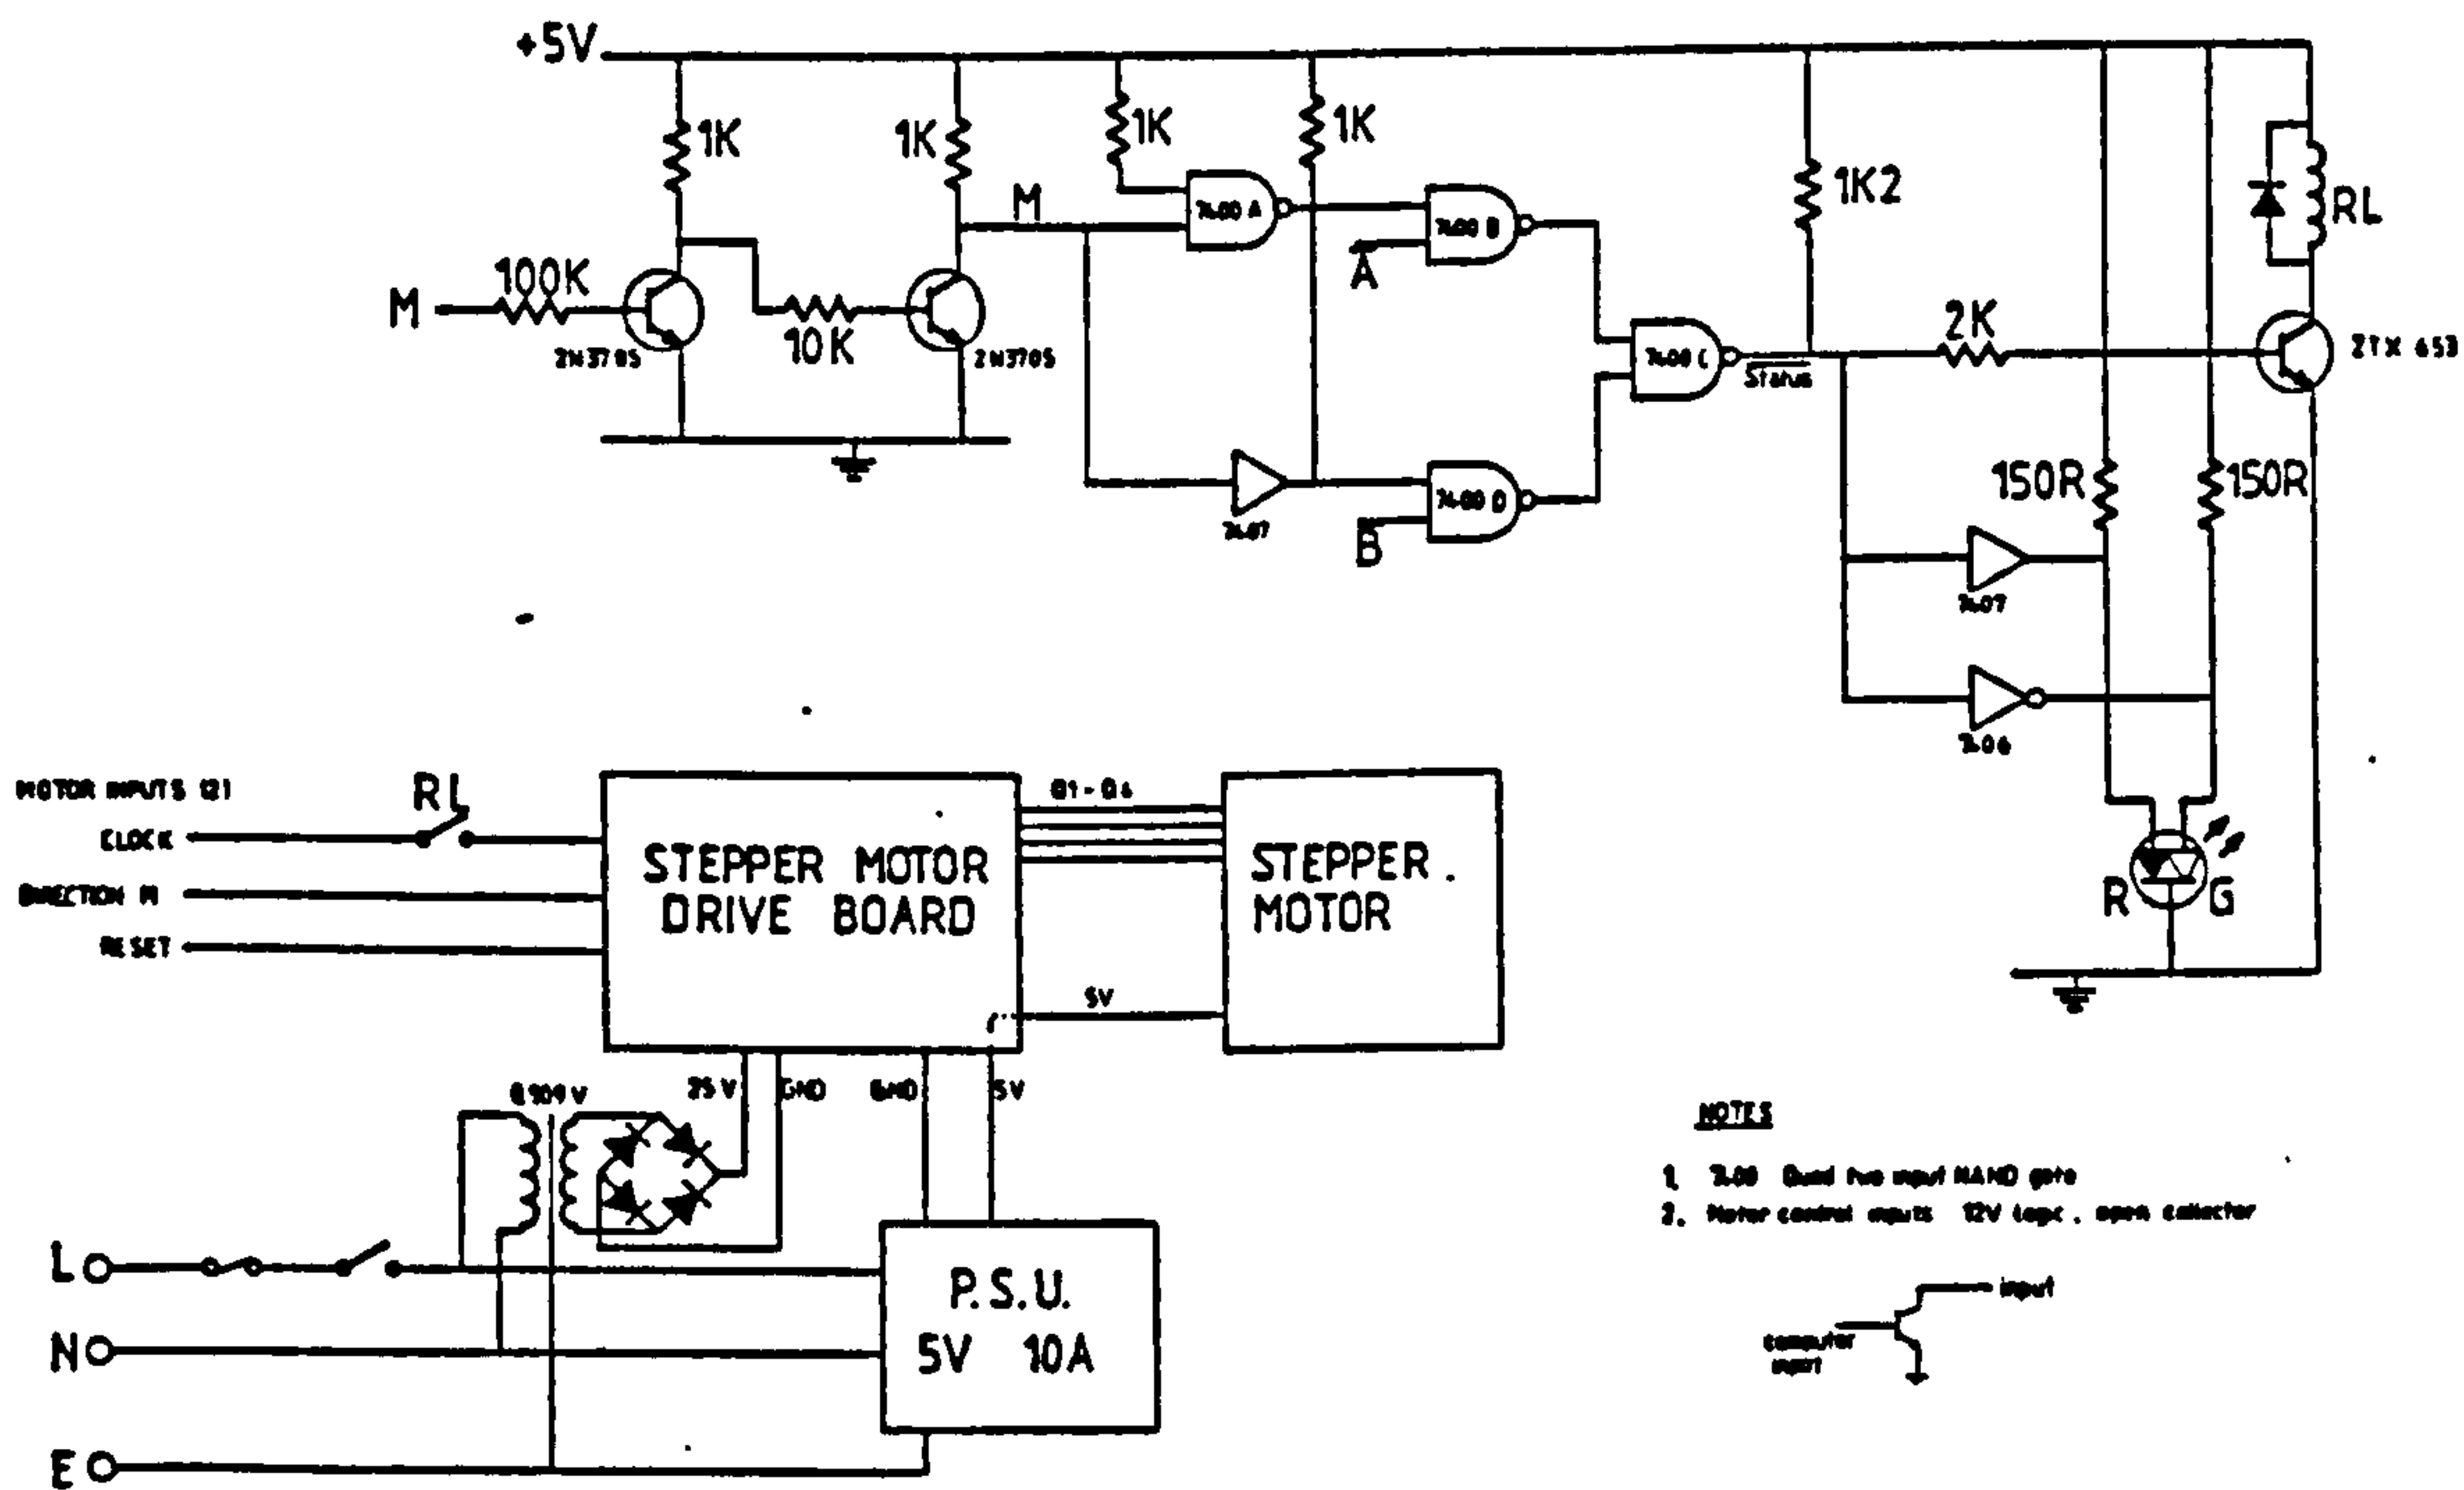 +5V
1K
1K
1K
1K
1K2
RL
M
7400 A
7400 B
A
M
100K
2N3705
10K
2N3705
7400 C
Status
2K
ZTX 653
7407
7400 D
B
150R
150R
7407
7406
MOTOR INPUTS (2)
RL
CLOCK
DIRECTION M
RESET
STEPPER MOTOR
DRIVE BOARD
Q1 - Q4
STEPPER
MOTOR
5V
R
G
25V
GND
GND
5V
NOTES
1. 7400 Quad two input NAND gate
2. Motor control inputs 12V logic, open collector
L
N
E
P.S.U.
5V 10A
input
computer
input